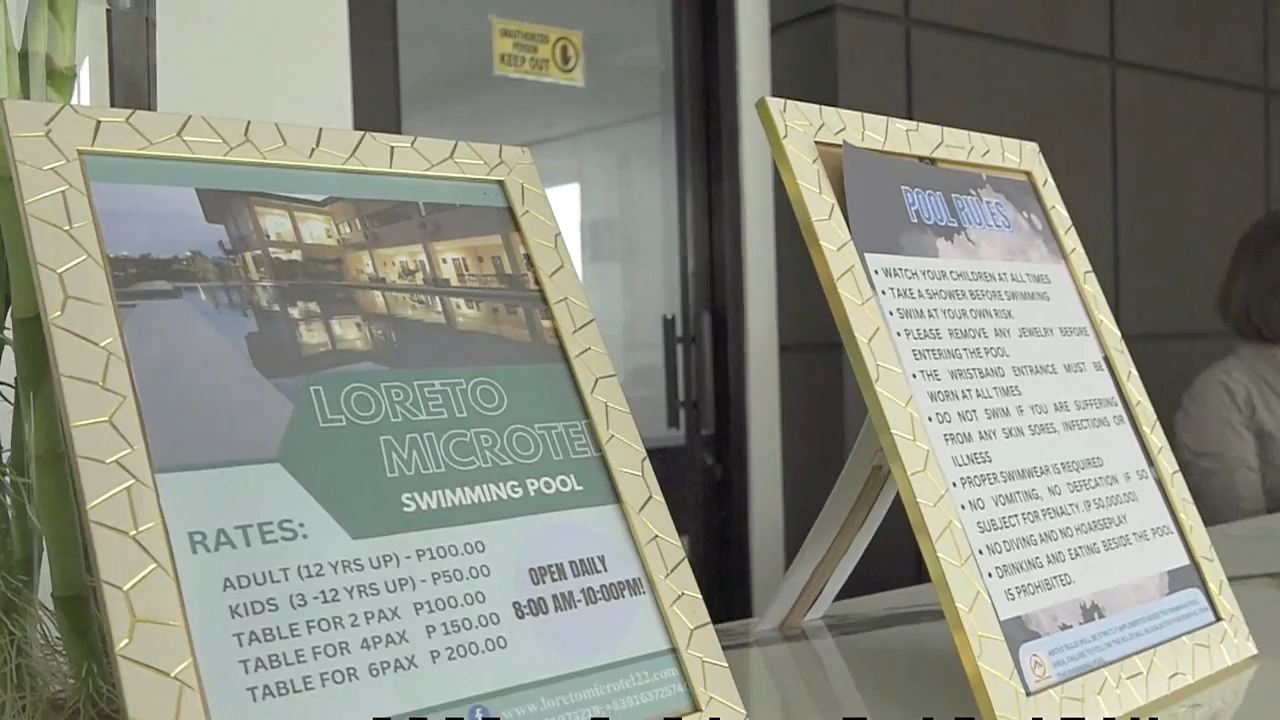 UNAUTHORIZED
PERSON
KEEP OUT
LORETO
MICROTEL
SWIMMING POOL
RATES:
ADULT (12 YRS UP) - P100.00
KIDS (3 -12 YRS UP) - P50.00
TABLE FOR 2 PAX P100.00
TABLE FOR 4PAX P 150.00
TABLE FOR 6PAX P 200.00
OPEN DAILY
8:00 AM-10:00PM!
www.loretomicrotel22.com
POOL RULES
• WATCH YOUR CHILDREN AT ALL TIMES
• TAKE A SHOWER BEFORE SWIMMING
• SWIM AT YOUR OWN RISK
• PLEASE REMOVE ANY JEWELRY BEFORE
ENTERING THE POOL
• THE WRISTBAND ENTRANCE MUST BE
WORN AT ALL TIMES
• DO NOT SWIM IF YOU ARE SUFFERING
FROM ANY SKIN SORES, INFECTIONS OR
ILLNESS
• PROPER SWIMWEAR IS REQUIRED
• NO VOMITING, NO DEFECATION IF SO
SUBJECT FOR PENALTY. (P 50,000.00)
• NO DIVING AND NO HOARSEPLAY
• DRINKING AND EATING BESIDE THE POOL
IS PROHIBITED.